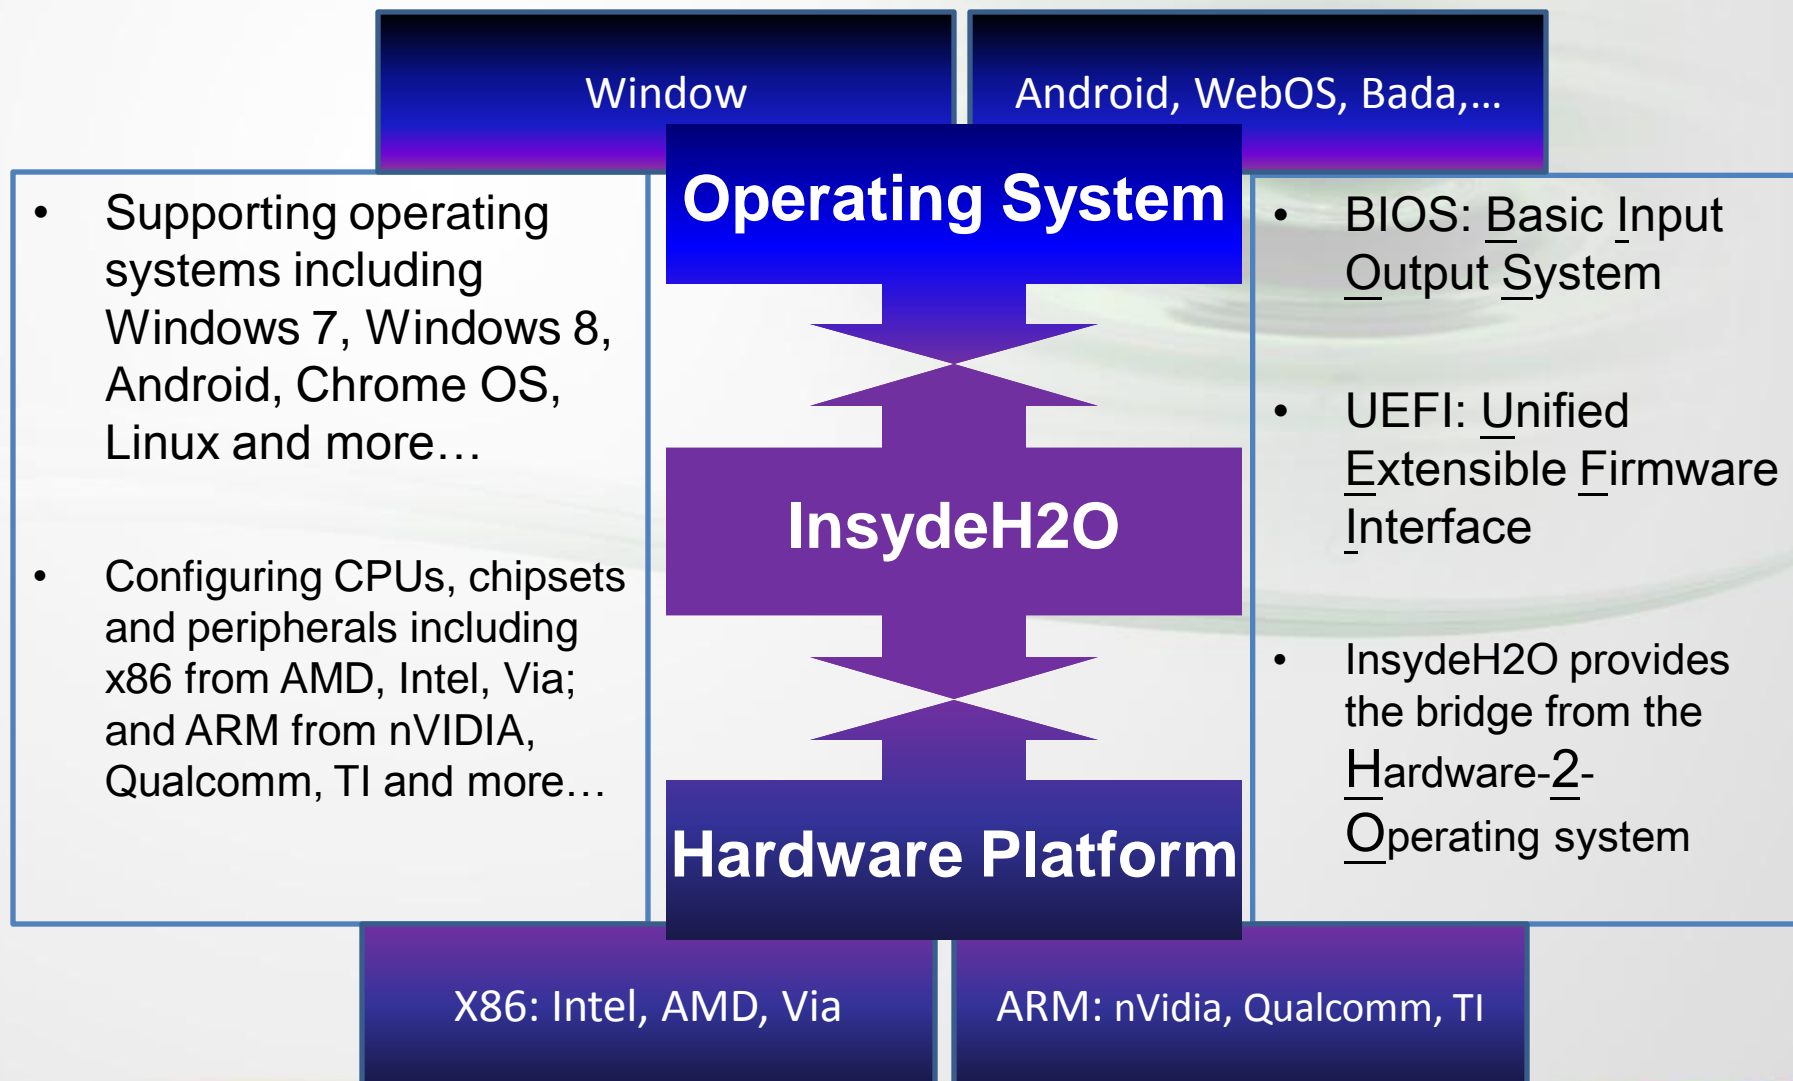 Window
Android, WebOS, Bada,...
Operating System
• Supporting operating
systems including
Windows 7, Windows 8,
Android, Chrome OS,
Linux and more…
• Configuring CPUs, chipsets
and peripherals including
x86 from AMD, Intel, Via;
and ARM from nVIDIA,
Qualcomm, TI and more…
InsydeH2O
Hardware Platform
• BIOS: Basic Input
Output System
• UEFI: Unified
Extensible Firmware
Interface
• InsydeH2O provides
the bridge from the
Hardware-2-
Operating system
X86: Intel, AMD, Via
ARM: nVidia, Qualcomm, TI